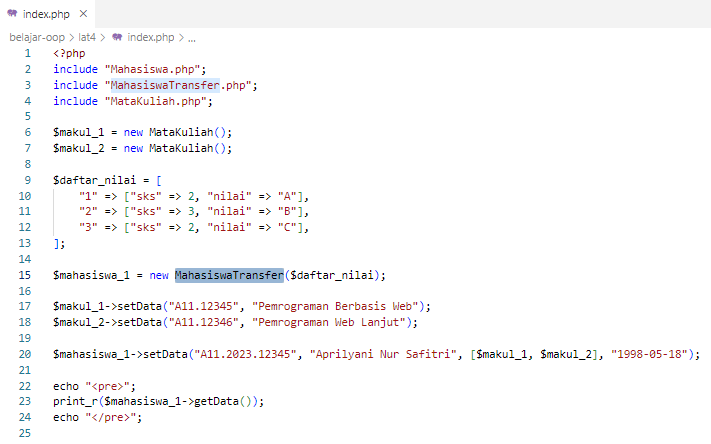 index.php ×
belajar-oop > lat4 > index.php > ...
1 <?php
2 include "Mahasiswa.php";
3 include "MahasiswaTransfer.php";
4 include "MataKuliah.php";
5
6 $makul_1 = new MataKuliah();
7 $makul_2 = new MataKuliah();
8
9 $daftar_nilai = [
10     "1" => ["sks" => 2, "nilai" => "A"],
11     "2" => ["sks" => 3, "nilai" => "B"],
12     "3" => ["sks" => 2, "nilai" => "C"],
13 ];
14
15 $mahasiswa_1 = new MahasiswaTransfer($daftar_nilai);
16
17 $makul_1->setData("A11.12345", "Pemrograman Berbasis Web");
18 $makul_2->setData("A11.12346", "Pemrograman Web Lanjut");
19
20 $mahasiswa_1->setData("A11.2023.12345", "Aprilyani Nur Safitri", [$makul_1, $makul_2], "1998-05-18");
21
22 echo "<pre>";
23 print_r($mahasiswa_1->getData());
24 echo "</pre>";
25